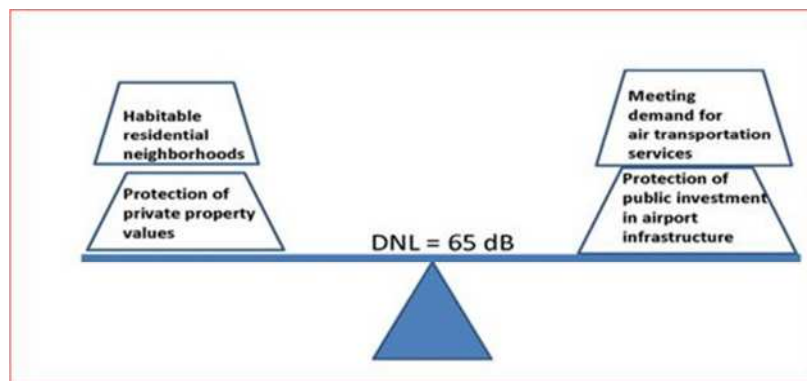 Habitable
residential
neighborhoods
Protection of
private property
values
DNL = 65 dB
Meeting
demand for
air transportation
services
Protection of
public investment
in airport
infrastructure